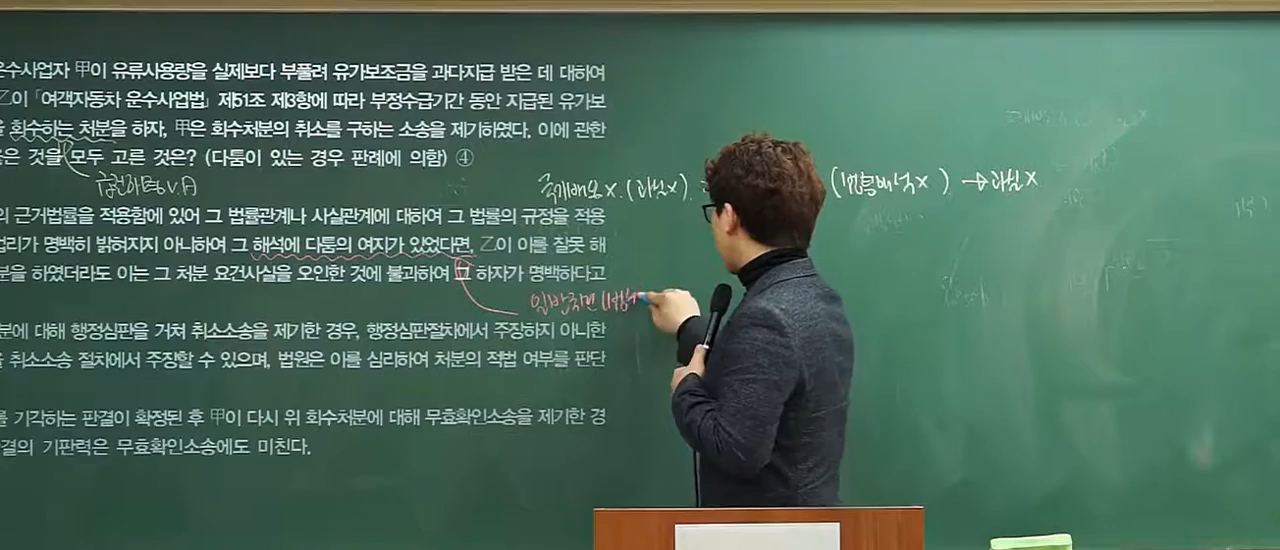 운수사업자 甲이 유류사용량을 실제보다 부풀려 유가보조금을 과다지급 받은 데 대하여
乙이 「여객자동차 운수사업법」 제51조 제3항에 따라 부정수급기간 동안 지급된 유가보
을 회수하는 처분을 하자, 甲은 회수처분의 취소를 구하는 소송을 제기하였다. 이에 관한
은 것을 모두 고른 것은? (다툼이 있는 경우 판례에 의함) ④
국가배용X. (과실X).
X ) → 과실X
의 근거법률을 적용함에 있어 그 법률관계나 사실관계에 대하여 그 법률의 규정을 적용
법리가 명백히 밝혀지지 아니하여 그 해석에 다툼의 여지가 있었다면, 乙이 이를 잘못 해
분을 하였더라도 이는 그 처분 요건사실을 오인한 것에 불과하여 그 하자가 명백하다고
일반국민
분에 대해 행정심판을 거쳐 취소소송을 제기한 경우, 행정심판절차에서 주장하지 아니한
을 취소소송 절차에서 주장할 수 있으며, 법원은 이를 심리하여 처분의 적법 여부를 판단
를 기각하는 판결이 확정된 후 甲이 다시 위 회수처분에 대해 무효확인소송을 제기한 경
판결의 기판력은 무효확인소송에도 미친다.